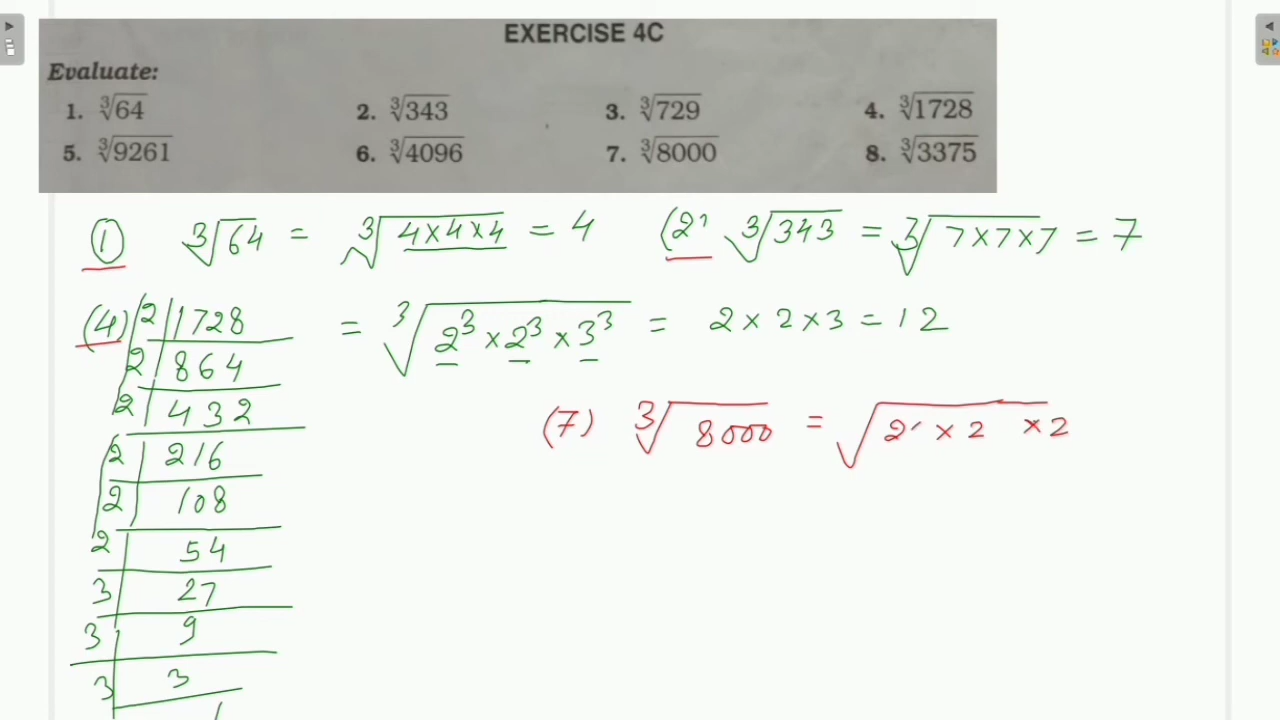 EXERCISE 4C
Evaluate:
1. ∛64 2. ∛343 3. ∛729 4. ∛1728
5. ∛9261 6. ∛4096 7. ∛8000 8. ∛3375
① ∛64 = ∛4×4×4 = 4 (2) ∛343 = ∛7×7×7 = 7
(4) 2 | 1728 = ∛2³×2³×3³ = 2×2×3 = 12
2 | 864
2 | 432 (7) ∛8000 = √2×2 ×2
2 | 216
2 | 108
2 | 54
3 | 27
3 | 9
3 | 3
1